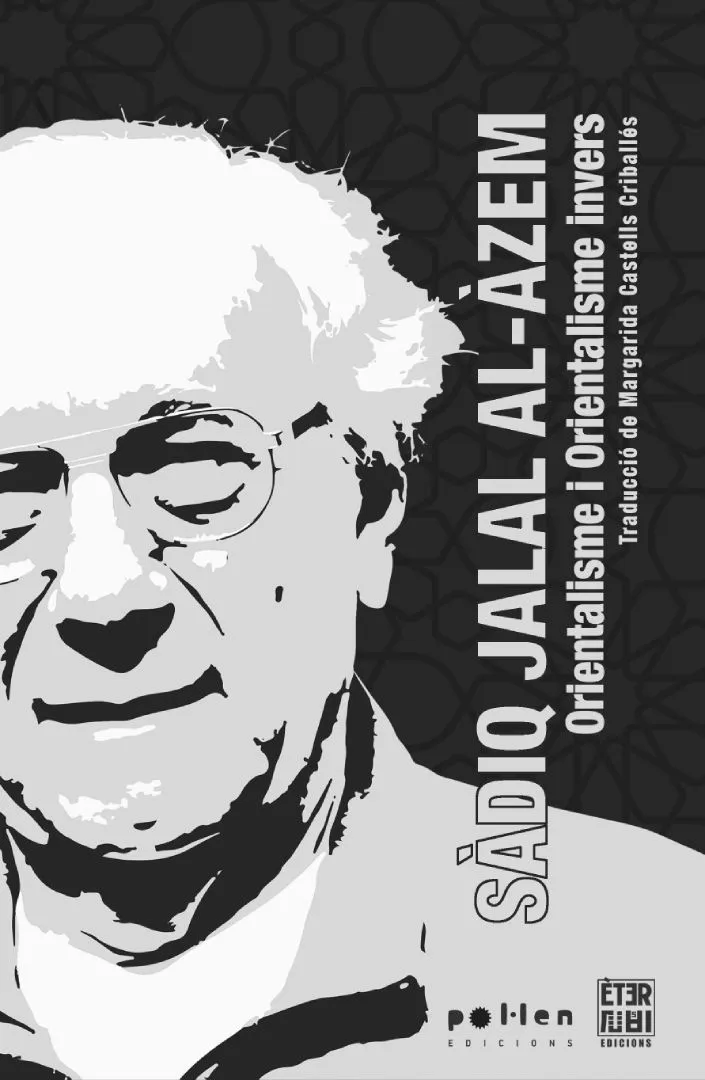 SÀDIQ JALAL AL-ÀZEM
Orientalisme i Orientalisme invers
Traducció de Margarida Castells Criballés
pol·len
EDICIONS
ÈTER
EDICIONS